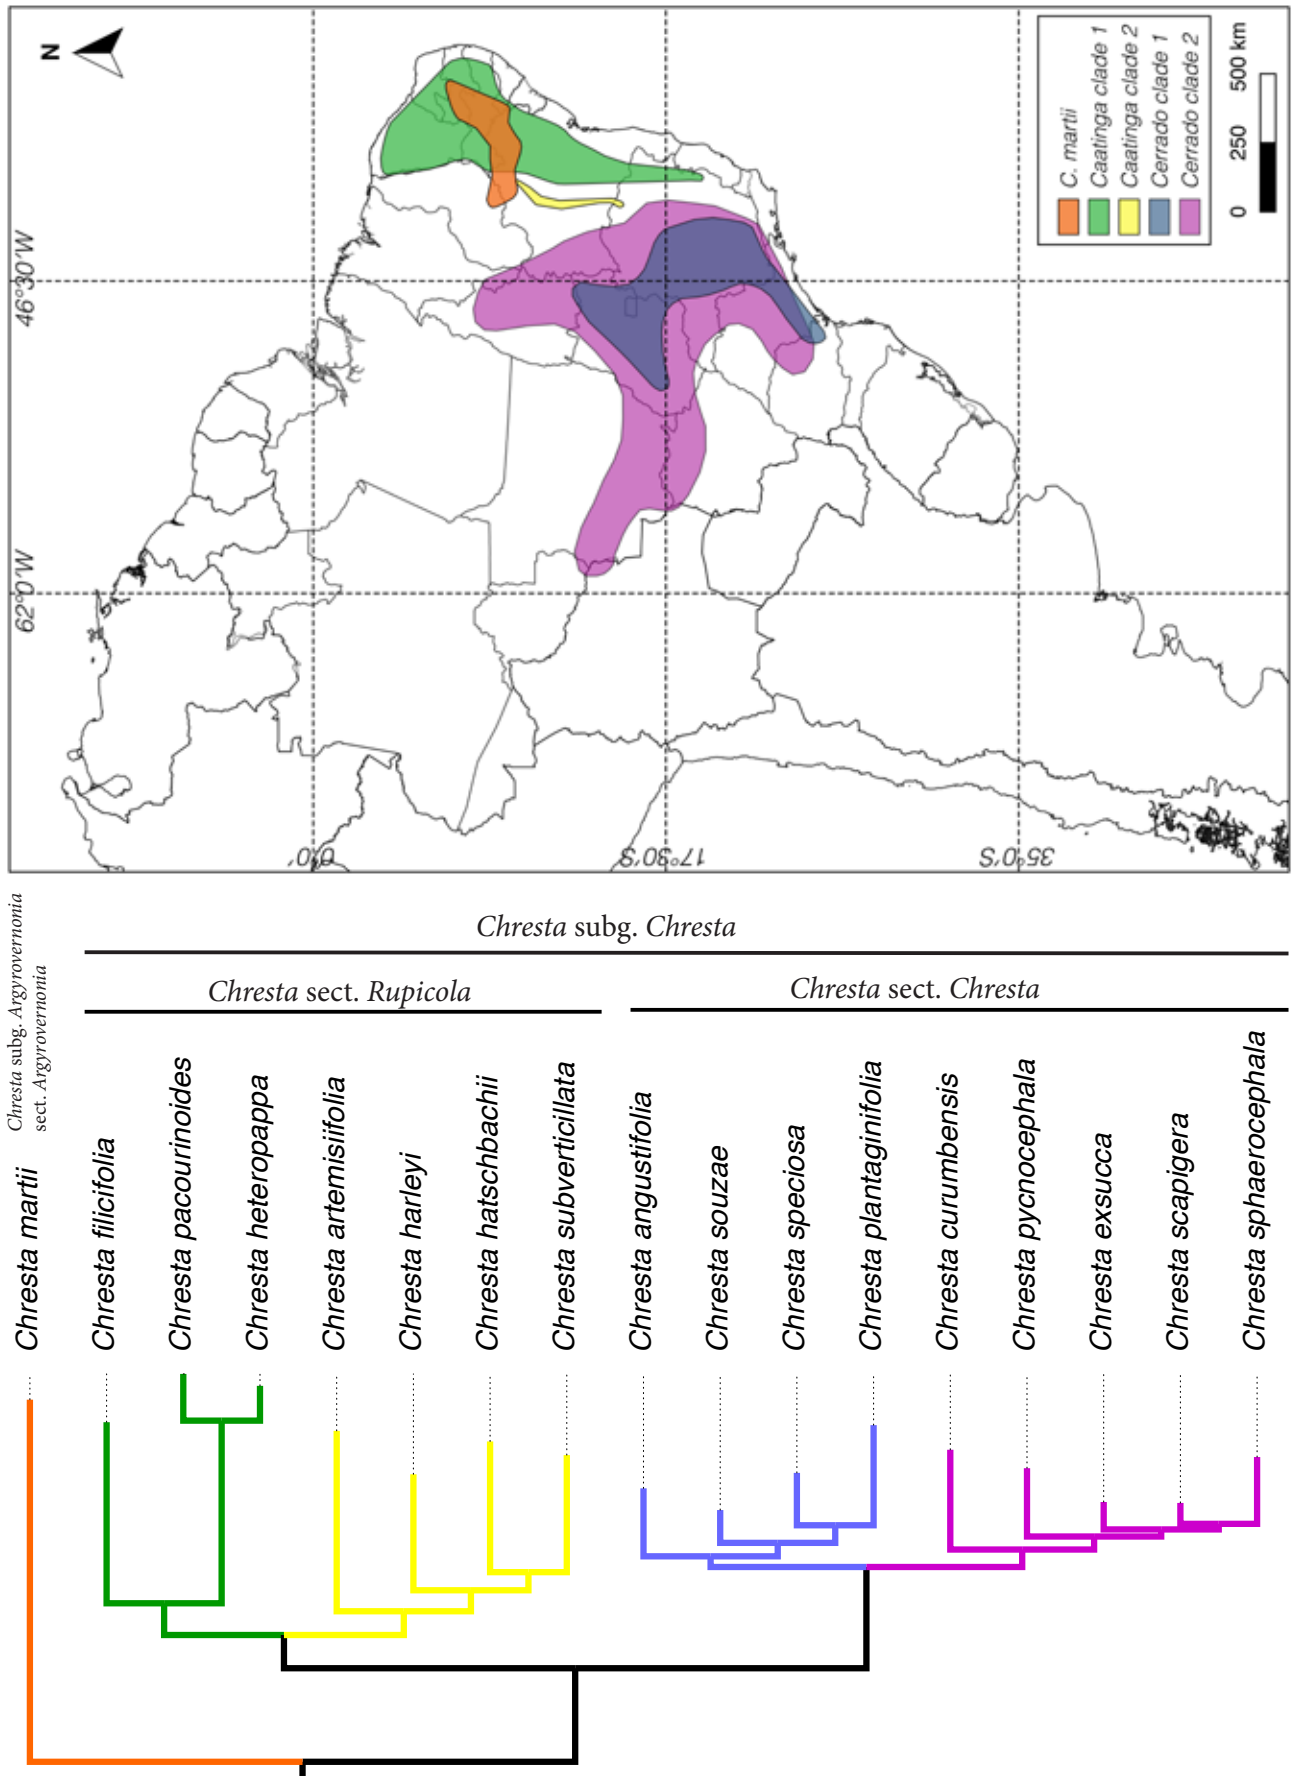 N
62°0'W
46°30'W
0°0'
17°30'S
35°0'S
C. martii
Caatinga clade 1
Caatinga clade 2
Cerrado clade 1
Cerrado clade 2
0 250 500 km
Chresta subg. Argyrovernonia
sect. Argyrovernonia
Chresta subg. Chresta
Chresta sect. Rupicola
Chresta sect. Chresta
Chresta martii
Chresta filicifolia
Chresta pacourinoides
Chresta heteropappa
Chresta artemisiifolia
Chresta harleyi
Chresta hatschbachii
Chresta subverticillata
Chresta angustifolia
Chresta souzae
Chresta speciosa
Chresta plantaginifolia
Chresta curumbensis
Chresta pycnocephala
Chresta exsucca
Chresta scapigera
Chresta sphaerocephala